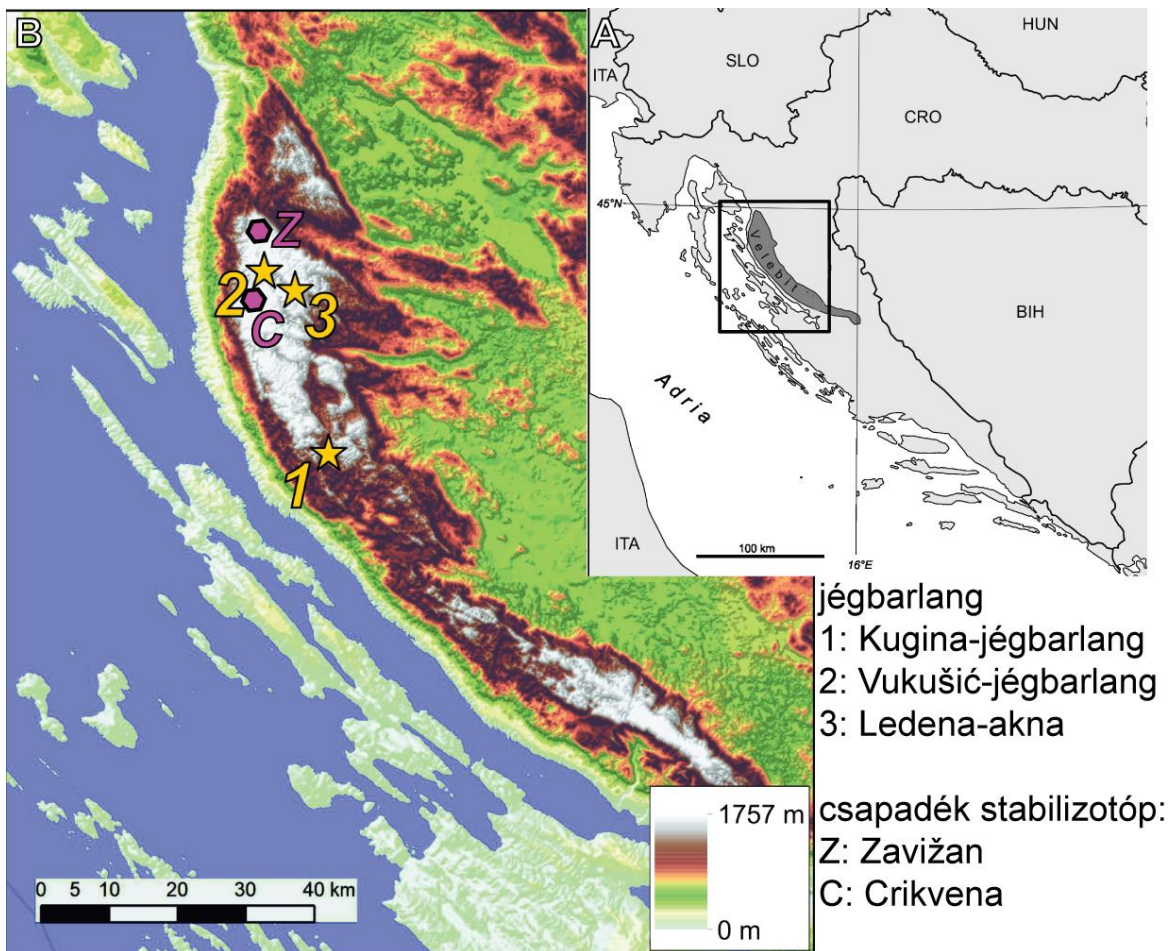 B
Z
2
3
C
1
0 5 10 20 30 40 km
1757 m
0 m
A
HUN
SLO
ITA
CRO
45°N
Velebit
BIH
Adria
ITA
100 km
16°E
jégbarlang
1: Kugina-jégbarlang
2: Vukušić-jégbarlang
3: Ledena-akna
csapadék stabilizotóp:
Z: Zavižan
C: Crikvena